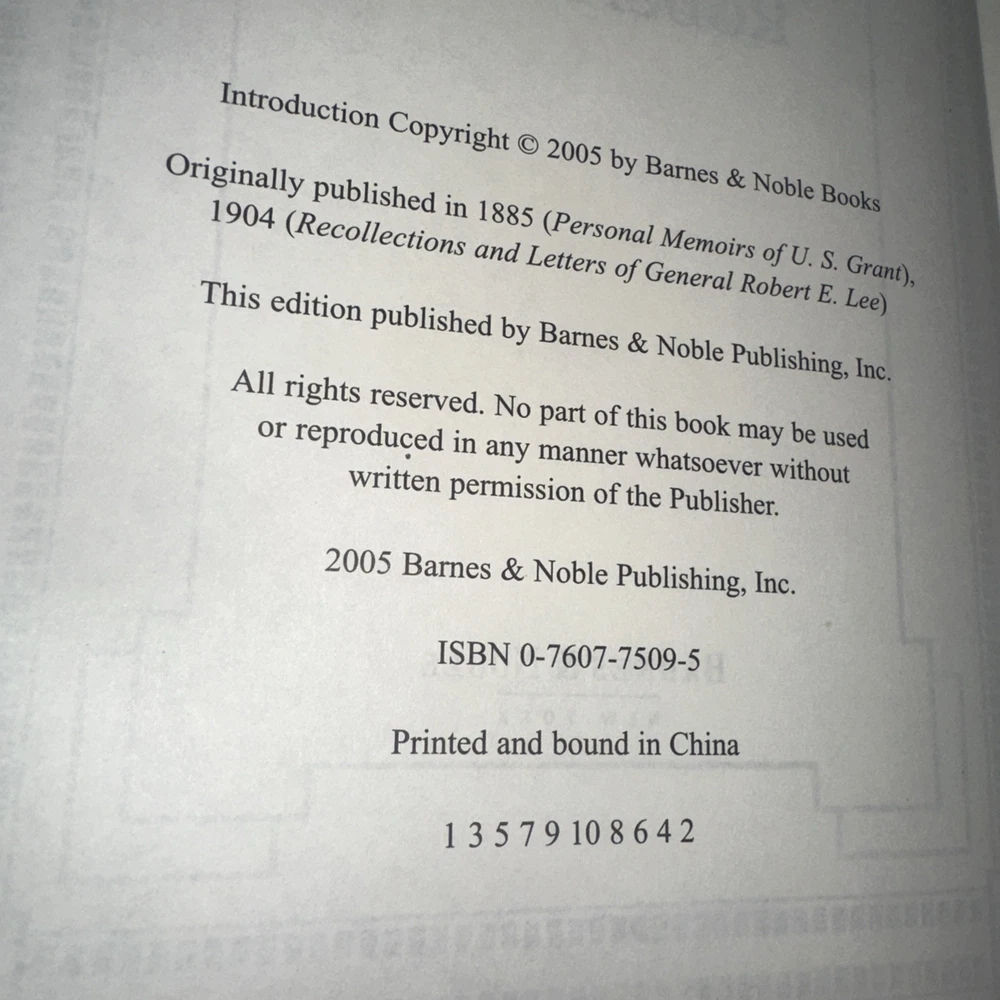 Introduction Copyright © 2005 by Barnes & Noble Books
Originally published in 1885 (Personal Memoirs of U. S. Grant),
1904 (Recollections and Letters of General Robert E. Lee)
This edition published by Barnes & Noble Publishing, Inc.
All rights reserved. No part of this book may be used
or reproduced in any manner whatsoever without
written permission of the Publisher.
2005 Barnes & Noble Publishing, Inc.
ISBN 0-7607-7509-5
Printed and bound in China
1 3 5 7 9 10 8 6 4 2